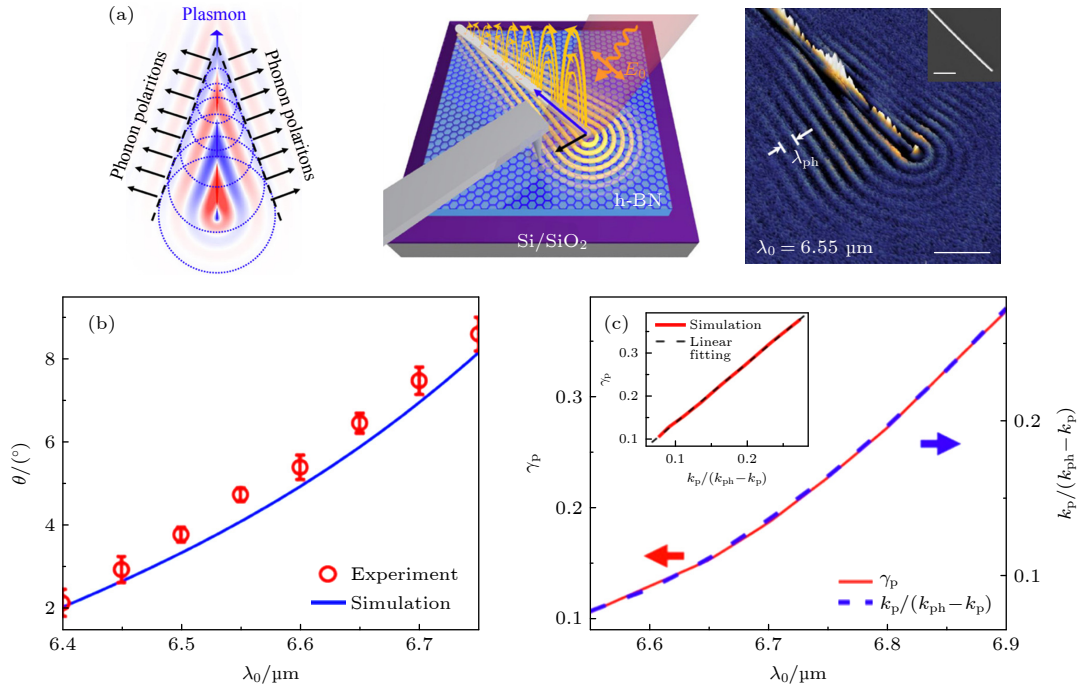 (a)
Plasmon
Phonon polaritons
Phonon polaritons
E₀
h-BN
Si/SiO₂
λph
λ₀ = 6.55 µm
(b)
θ/(°)
8
6
4
2
6.4
6.5
6.6
6.7
λ₀/µm
Experiment
Simulation
(c)
γp
0.3
0.2
0.1
6.6
6.7
6.8
6.9
λ₀/µm
0.2
0.1
kp/(kph−kp)
γp
kp/(kph−kp)
Simulation
Linear
fitting
γp
0.3
0.2
0.1
0.1
0.2
kp/(kph−kp)